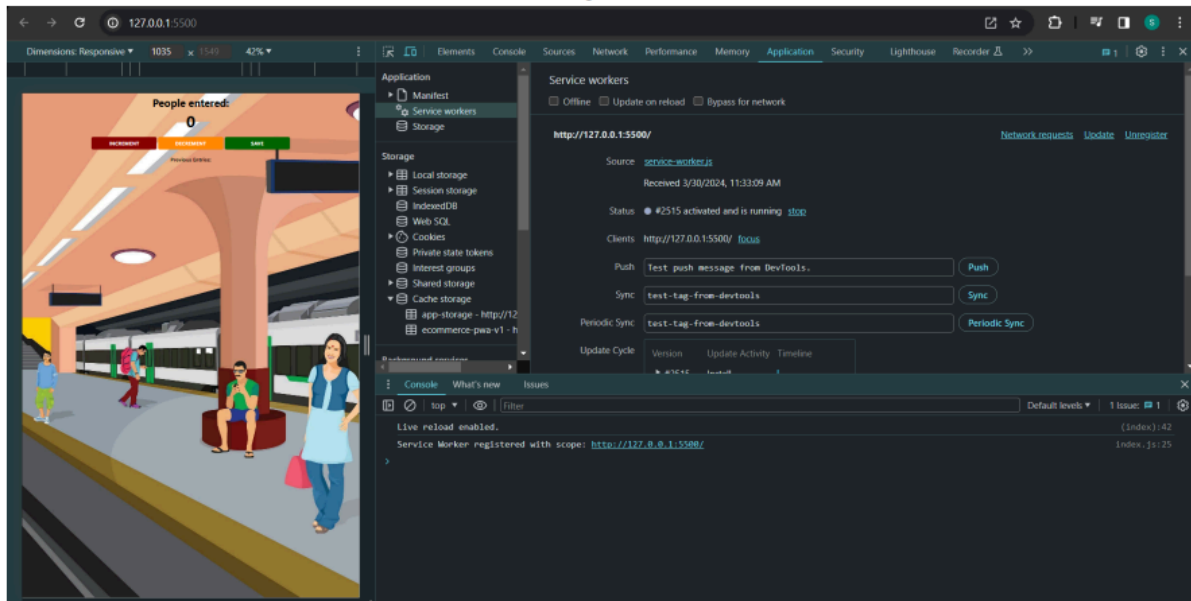 127.0.0.1:5500
S
Dimensions: Responsive ▼ 1035 x 1549 42% ▼
Elements Console Sources Network Performance Memory Application Security Lighthouse Recorder >> 1
People entered:
0
INCREMENT SAVE
Previous Entries:
Application
Manifest
Service workers
Storage
Storage
Local storage
Session storage
IndexedDB
Web SQL
Cookies
Private state tokens
Interest groups
Shared storage
Cache storage
app-storage - http://12
ecommerce-pwa-v1 - h
Background services
Service workers
Offline Update on reload Bypass for network
http://127.0.0.1:5500/ Network requests Update Unregister
Source service-worker.js
Received 3/30/2024, 11:33:09 AM
Status #2515 activated and is running stop
Clients http://127.0.0.1:5500/ focus
Push Test push message from DevTools. Push
Sync test-tag-from-devtools Sync
Periodic Sync test-tag-from-devtools Periodic Sync
Update Cycle Version Update Activity Timeline
#2515 Install
Console What's new Issues
top ▼ Filter Default levels ▼ 1 Issue: 1
Live reload enabled. (index):42
Service Worker registered with scope: http://127.0.0.1:5500/ index.js:25
>